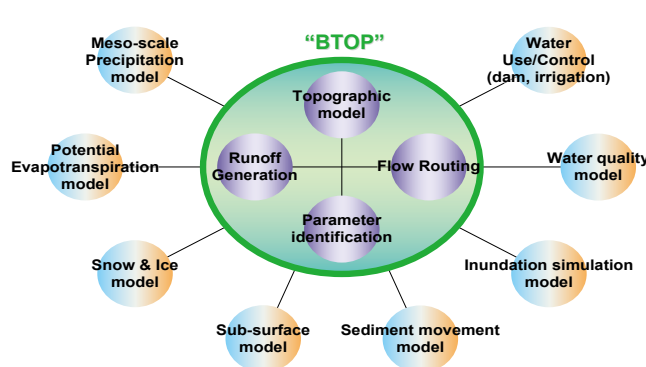 “BTOP”
Meso-scale
Precipitation
model
Water
Use/Control
(dam, irrigation)
Topographic
model
Potential
Evapotranspiration
model
Runoff
Generation
Flow Routing
Water quality
model
Parameter
identification
Snow & Ice
model
Inundation simulation
model
Sub-surface
model
Sediment movement
model